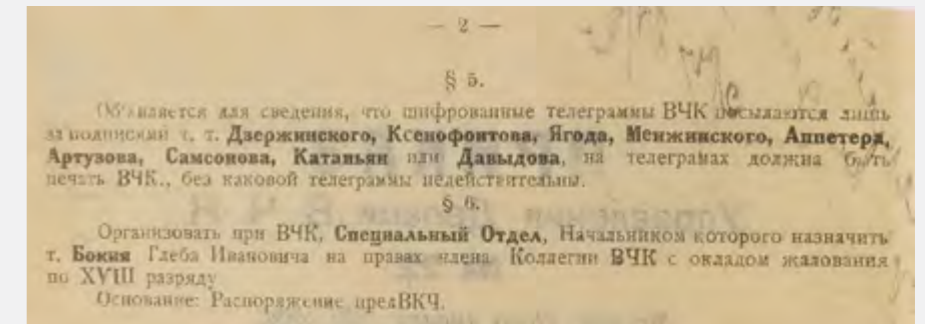 — 2 —
§ 5.
Объявляется для сведения, что шифрованные телеграммы ВЧК посылаются лишь
за подписями т. т. Дзержинского, Ксенофонтова, Ягода, Менжинского, Аппетера,
Артузова, Самсонова, Катаньян или Давыдова, на телеграмах должна быть
печать ВЧК., без каковой телеграммы недействительны.
§ 6.
Организовать при ВЧК, Специальный Отдел, Начальником которого назначить
т. Бокия Глеба Ивановича на правах члена Коллегии ВЧК с окладом жалования
по XVIII разряду
Основание: Распоряжение предВКЧ.